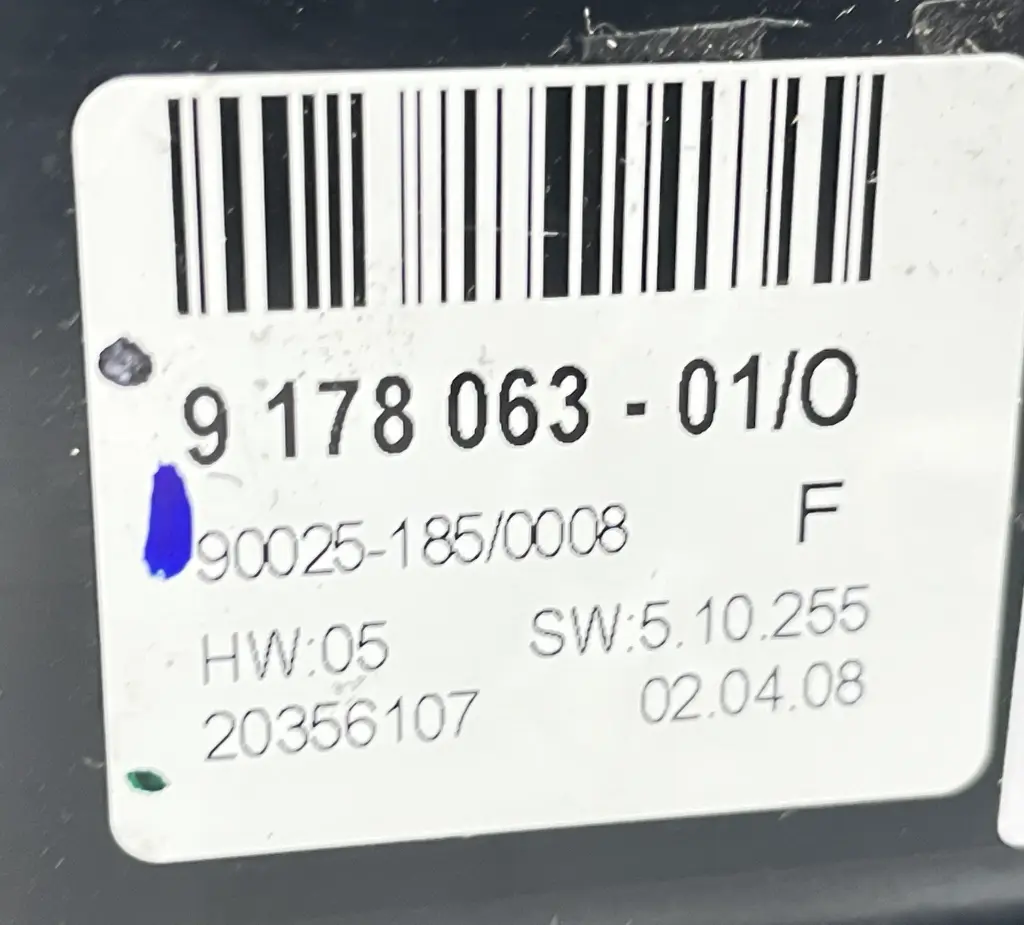 9 178 063 - 01/O
90025-185/0008 F
HW:05 SW:5.10.255
20356107 02.04.08